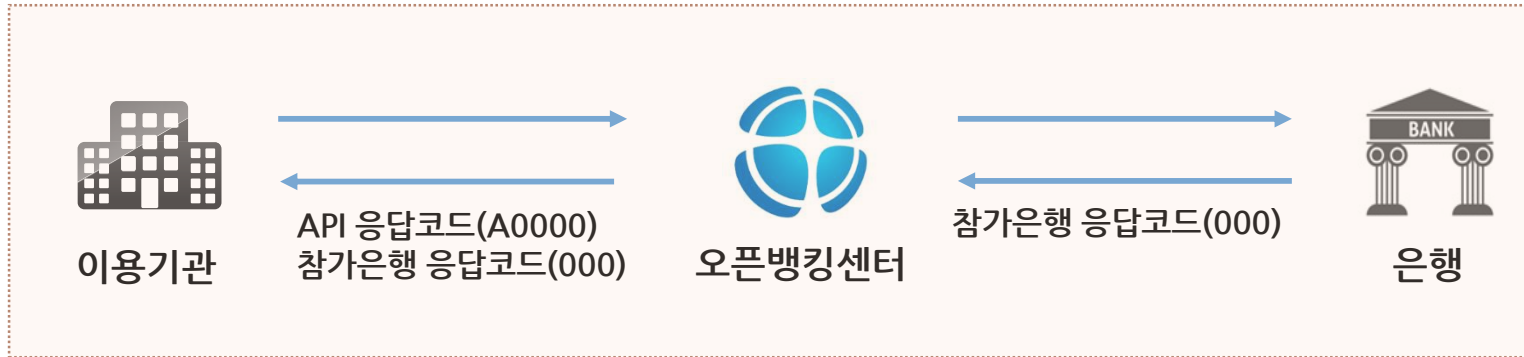 BANK
API 응답코드(A0000)
참가은행 응답코드(000)
참가은행 응답코드(000)
이용기관
오픈뱅킹센터
은행